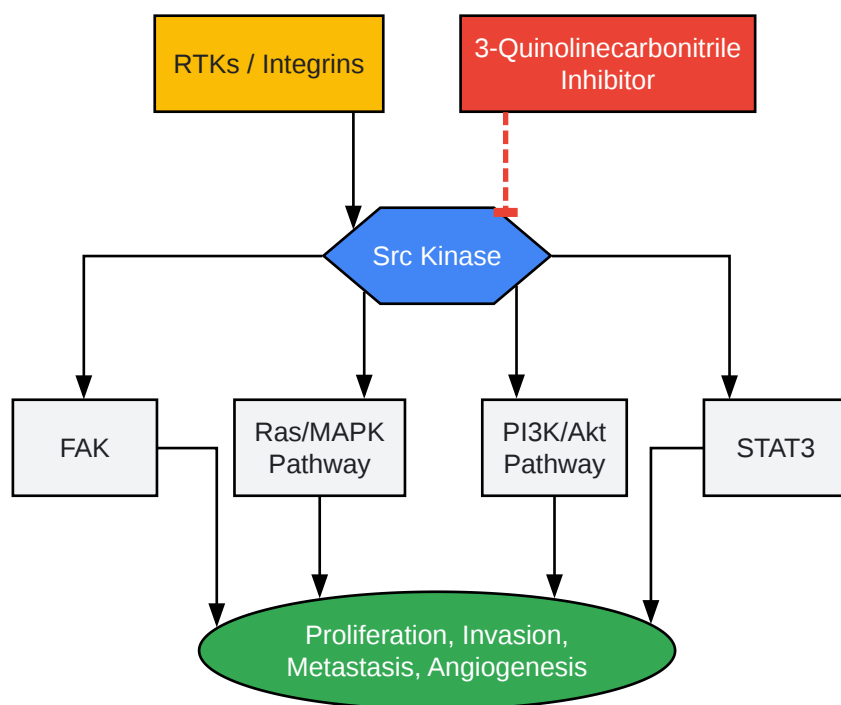 RTKs / Integrins
3-Quinolinecarbonitrile
Inhibitor
Src Kinase
FAK
Ras/MAPK
Pathway
PI3K/Akt
Pathway
STAT3
Proliferation, Invasion,
Metastasis, Angiogenesis